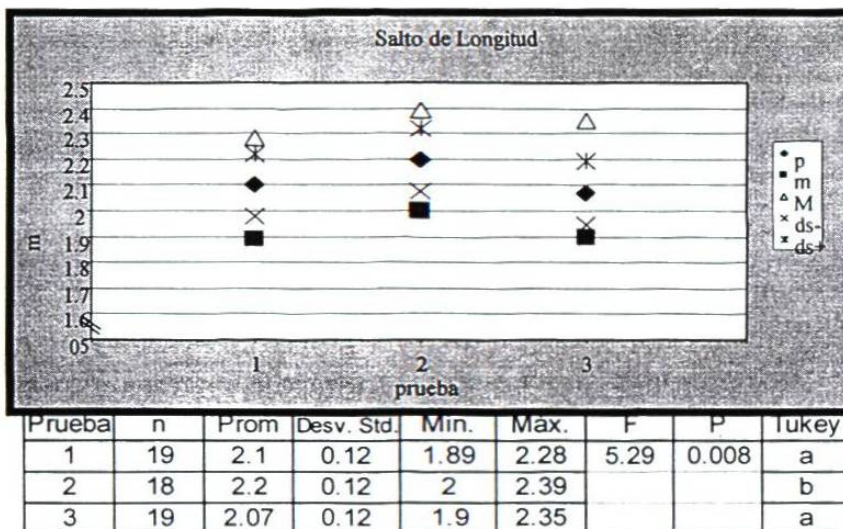 Salto de Longitud
2.5
2.4
2.3
2.2
2.1
2
1.9
1.8
1.7
1.6
05
m
1 2 3
prueba
p
m
M
ds-
ds+
Prueba n Prom Desv. Std. Min. Máx. F P Tukey
1 19 2.1 0.12 1.89 2.28 5.29 0.008 a
2 18 2.2 0.12 2 2.39 b
3 19 2.07 0.12 1.9 2.35 a